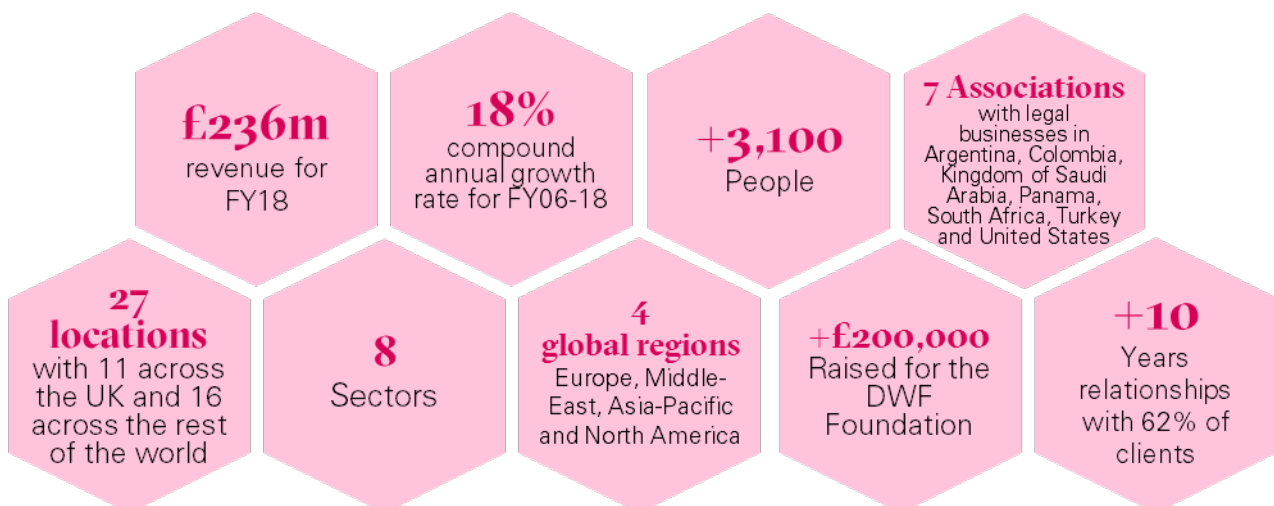 £236m
revenue for
FY18
18%
compound
annual growth
rate for FY06-18
+3,100
People
7 Associations
with legal
businesses in
Argentina, Colombia,
Kingdom of Saudi
Arabia, Panama,
South Africa, Turkey
and United States
27
locations
with 11 across
the UK and 16
across the rest
of the world
8
Sectors
4
global regions
Europe, Middle-
East, Asia-Pacific
and North America
+£200,000
Raised for the
DWF
Foundation
+10
Years
relationships
with 62% of
clients